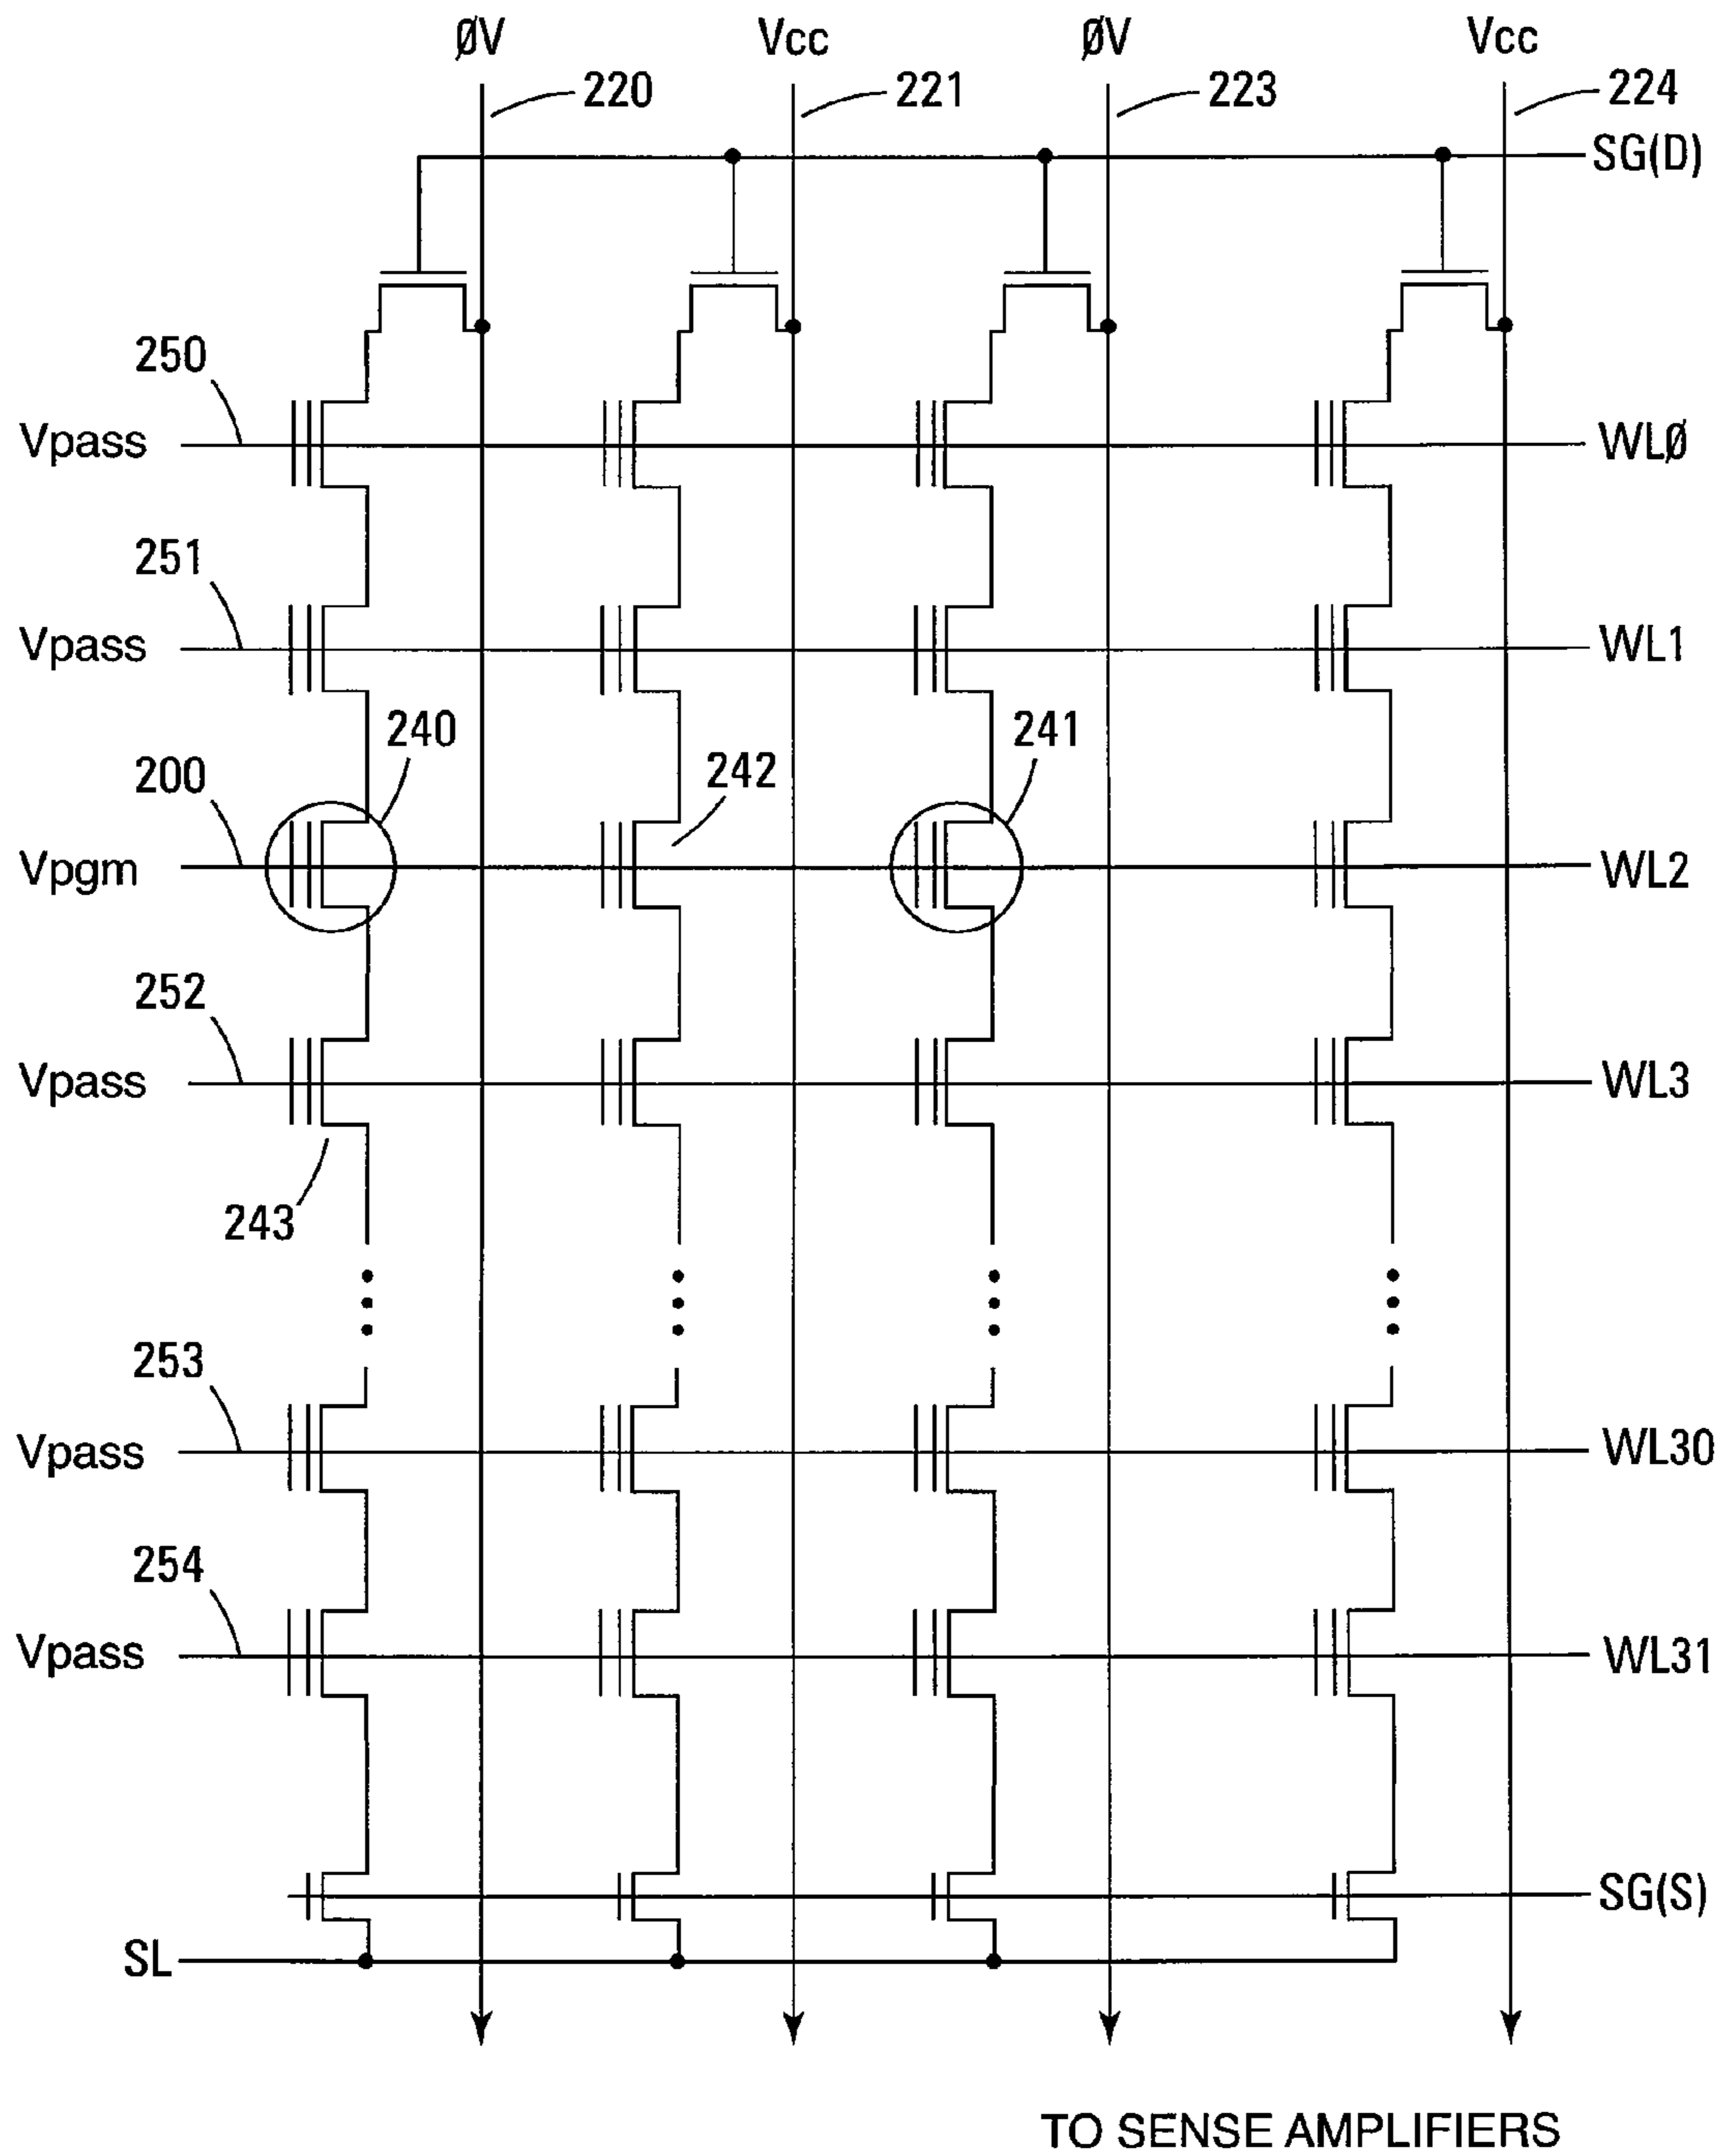 ØV Vcc ØV Vcc
220 221 223 224
SG(D)
250
Vpass WLØ
251
Vpass WL1
240 242 241
200
Vpgm WL2
252
Vpass WL3
243
253
Vpass WL30
254
Vpass WL31
SG(S)
SL
TO SENSE AMPLIFIERS